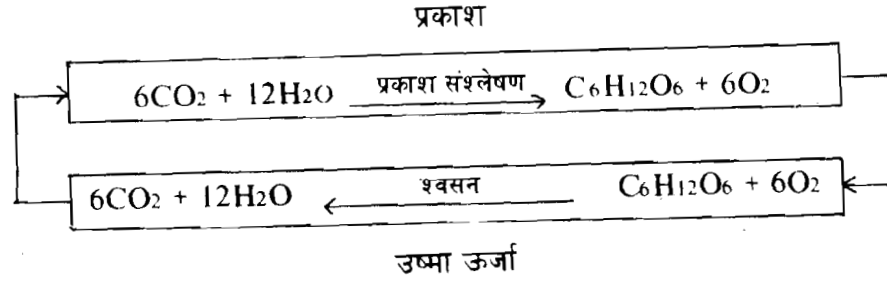 प्रकाश
6CO₂ + 12H₂O प्रकाश संश्लेषण C₆H₁₂O₆ + 6O₂
6CO₂ + 12H₂O श्वसन C₆H₁₂O₆ + 6O₂
उष्मा ऊर्जा